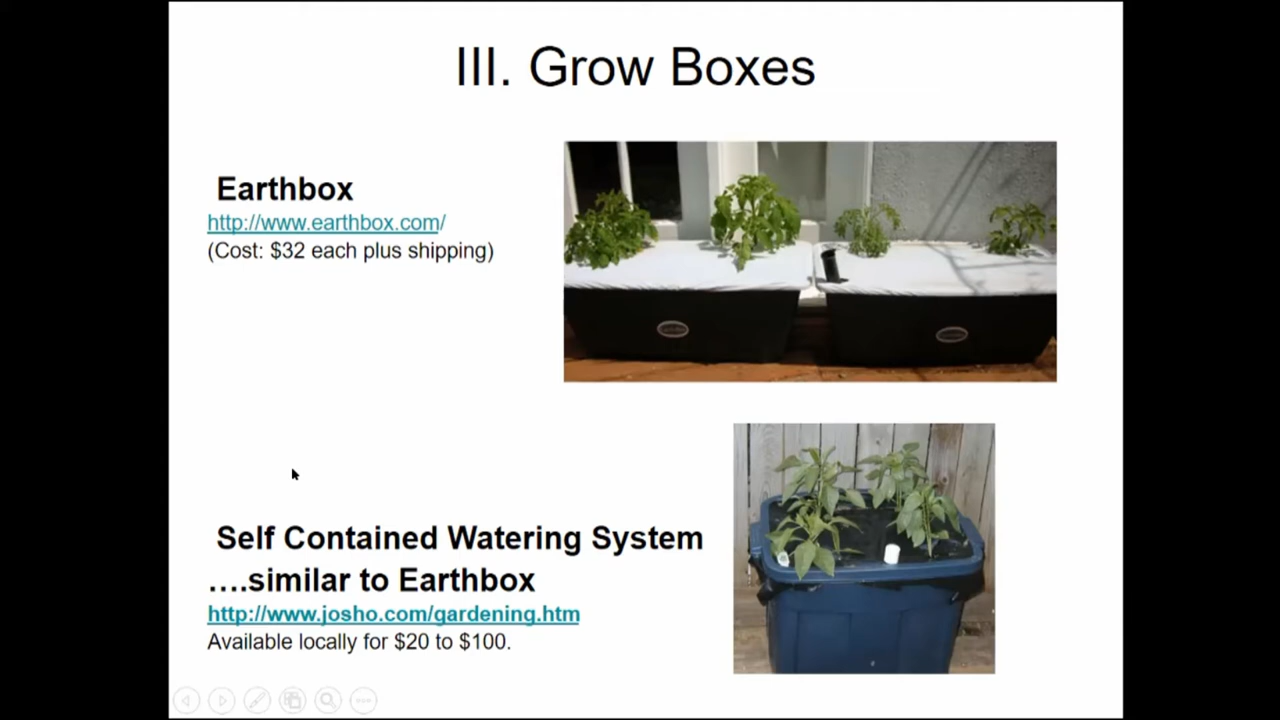 III. Grow Boxes
Earthbox
http://www.earthbox.com/
(Cost: $32 each plus shipping)
Self Contained Watering System
….similar to Earthbox
http://www.josho.com/gardening.htm
Available locally for $20 to $100.